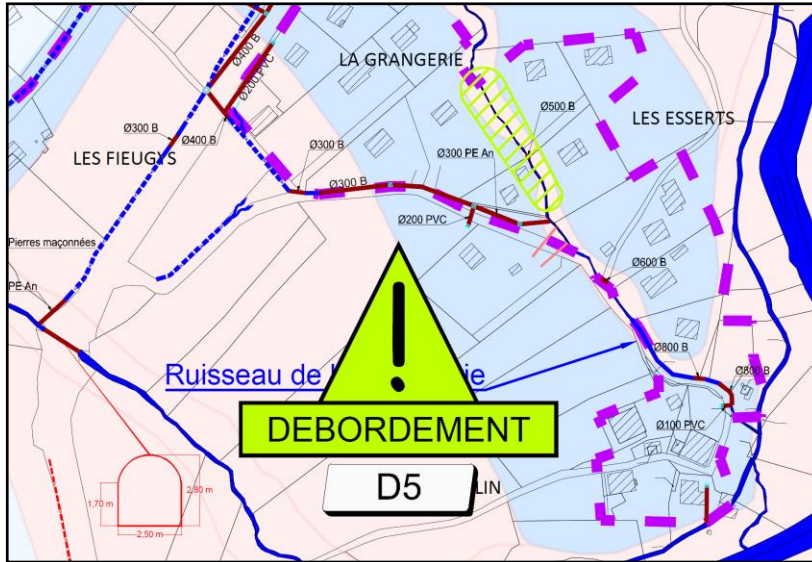 Ø400 B
Ø200 PVC
LA GRANGERIE
Ø500 B
LES ESSERTS
Ø300 B
Ø400 B
LES FIEUGYS
Ø300 B
Ø300 PE An
Ø300 B
Ø200 PVC
Pierres maçonnées
PE An
Ø600 B
!
Ø800 B
Ruisseau de l
ie
Ø800 B
DEBORDEMENT
Ø100 PVC
D5
LIN
1,70 m
2,80 m
2,50 m